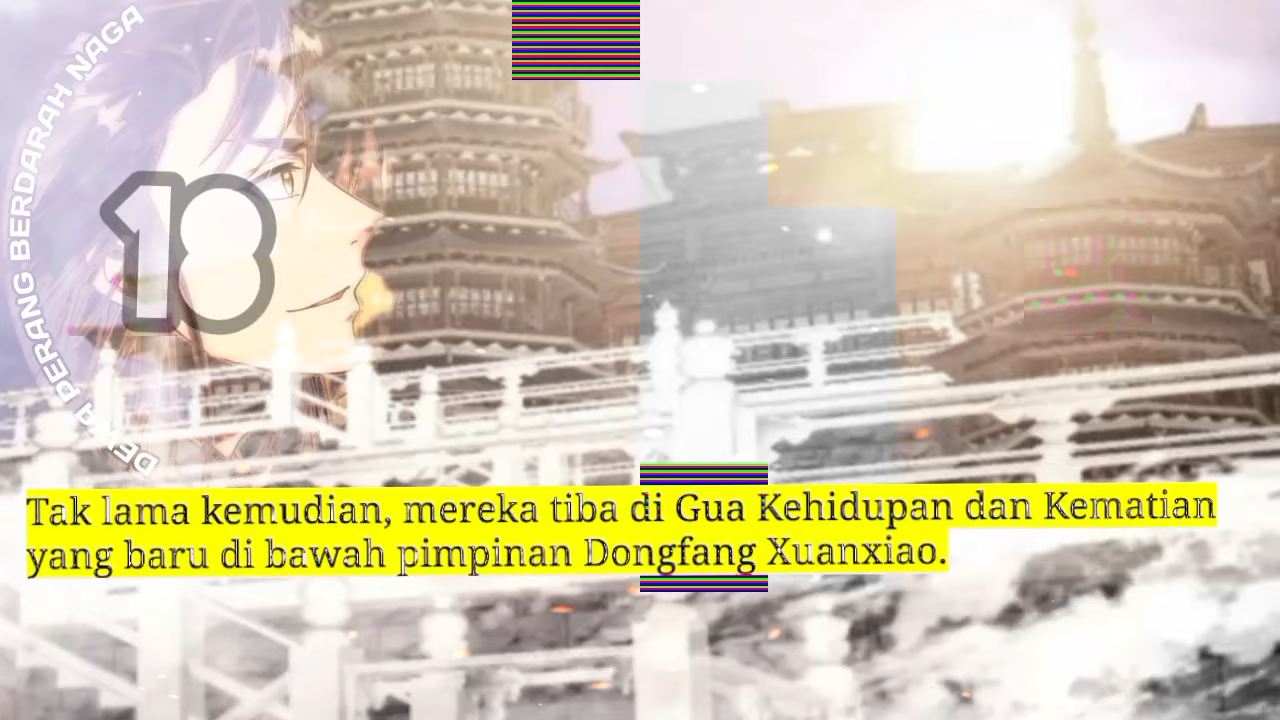 DEWA PERANG BERDARAH NAGA
18
Tak lama kemudian, mereka tiba di Gua Kehidupan dan Kematian
yang baru di bawah pimpinan Dongfang Xuanxiao.